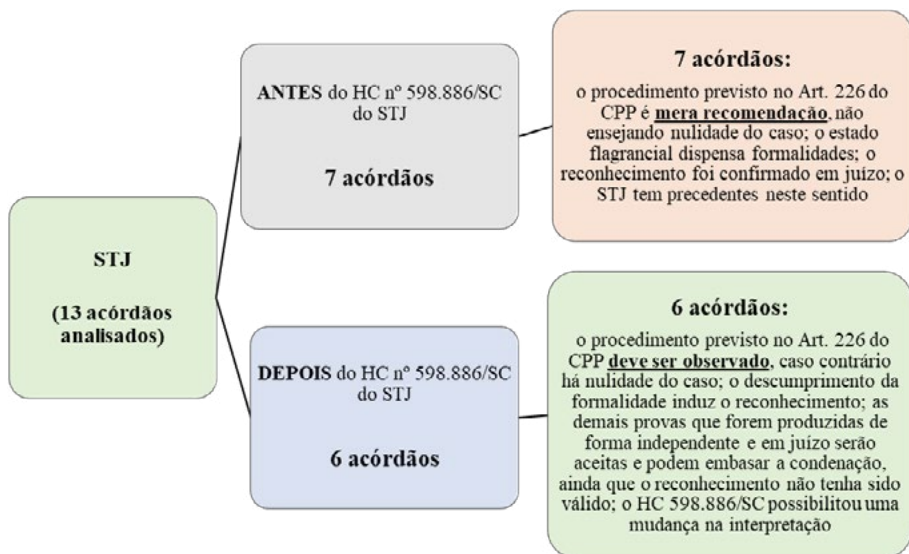 STJ
(13 acórdãos
analisados)
ANTES do HC nº 598.886/SC
do STJ
7 acórdãos
7 acórdãos:
o procedimento previsto no Art. 226 do
CPP é mera recomendação, não
ensejando nulidade do caso; o estado
flagrancial dispensa formalidades; o
reconhecimento foi confirmado em juízo; o
STJ tem precedentes neste sentido
DEPOIS do HC nº 598.886/SC
do STJ
6 acórdãos
6 acórdãos:
o procedimento previsto no Art. 226 do
CPP deve ser observado, caso contrário
há nulidade do caso; o descumprimento da
formalidade induz o reconhecimento; as
demais provas que forem produzidas de
forma independente e em juízo serão
aceitas e podem embasar a condenação,
ainda que o reconhecimento não tenha sido
válido; o HC 598.886/SC possibilitou uma
mudança na interpretação